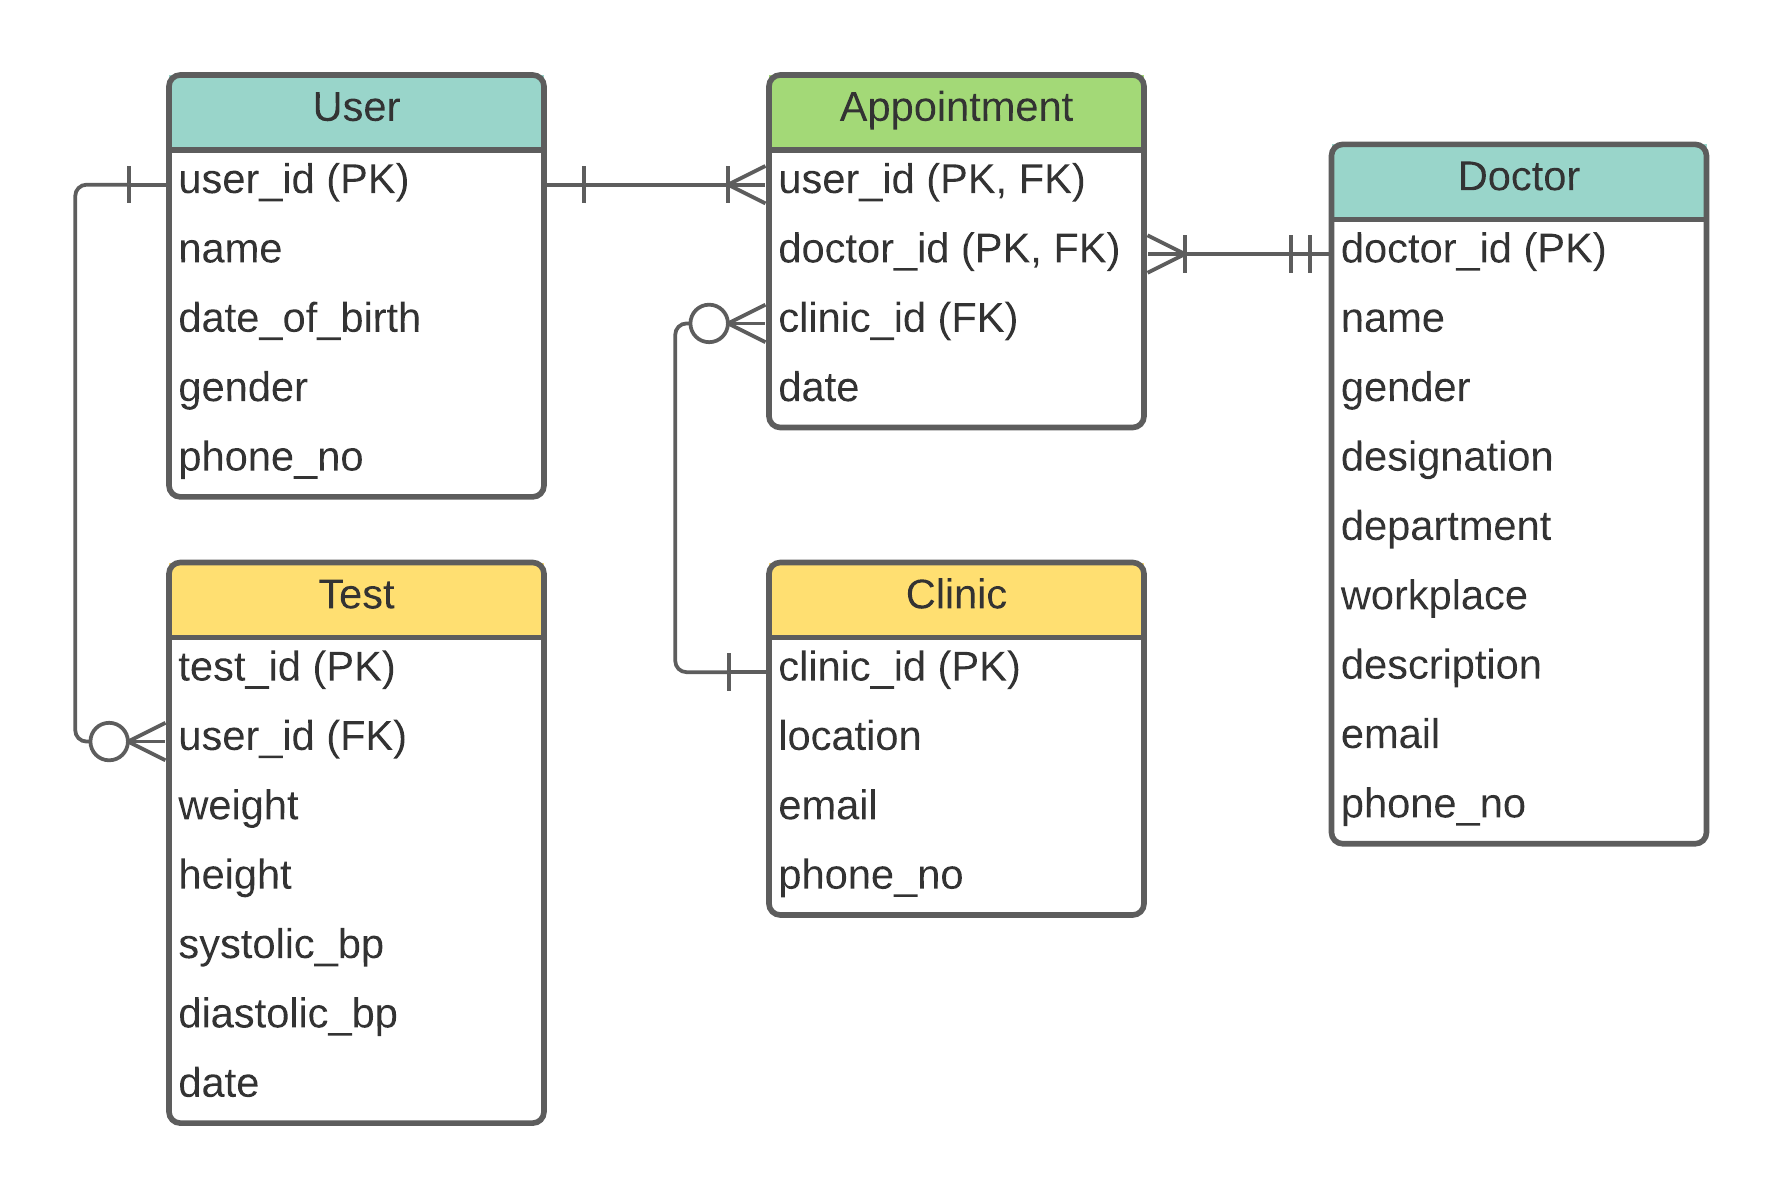 User
user_id (PK)
name
date_of_birth
gender
phone_no
Appointment
user_id (PK, FK)
doctor_id (PK, FK)
clinic_id (FK)
date
Doctor
doctor_id (PK)
name
gender
designation
department
workplace
description
email
phone_no
Test
test_id (PK)
user_id (FK)
weight
height
systolic_bp
diastolic_bp
date
Clinic
clinic_id (PK)
location
email
phone_no